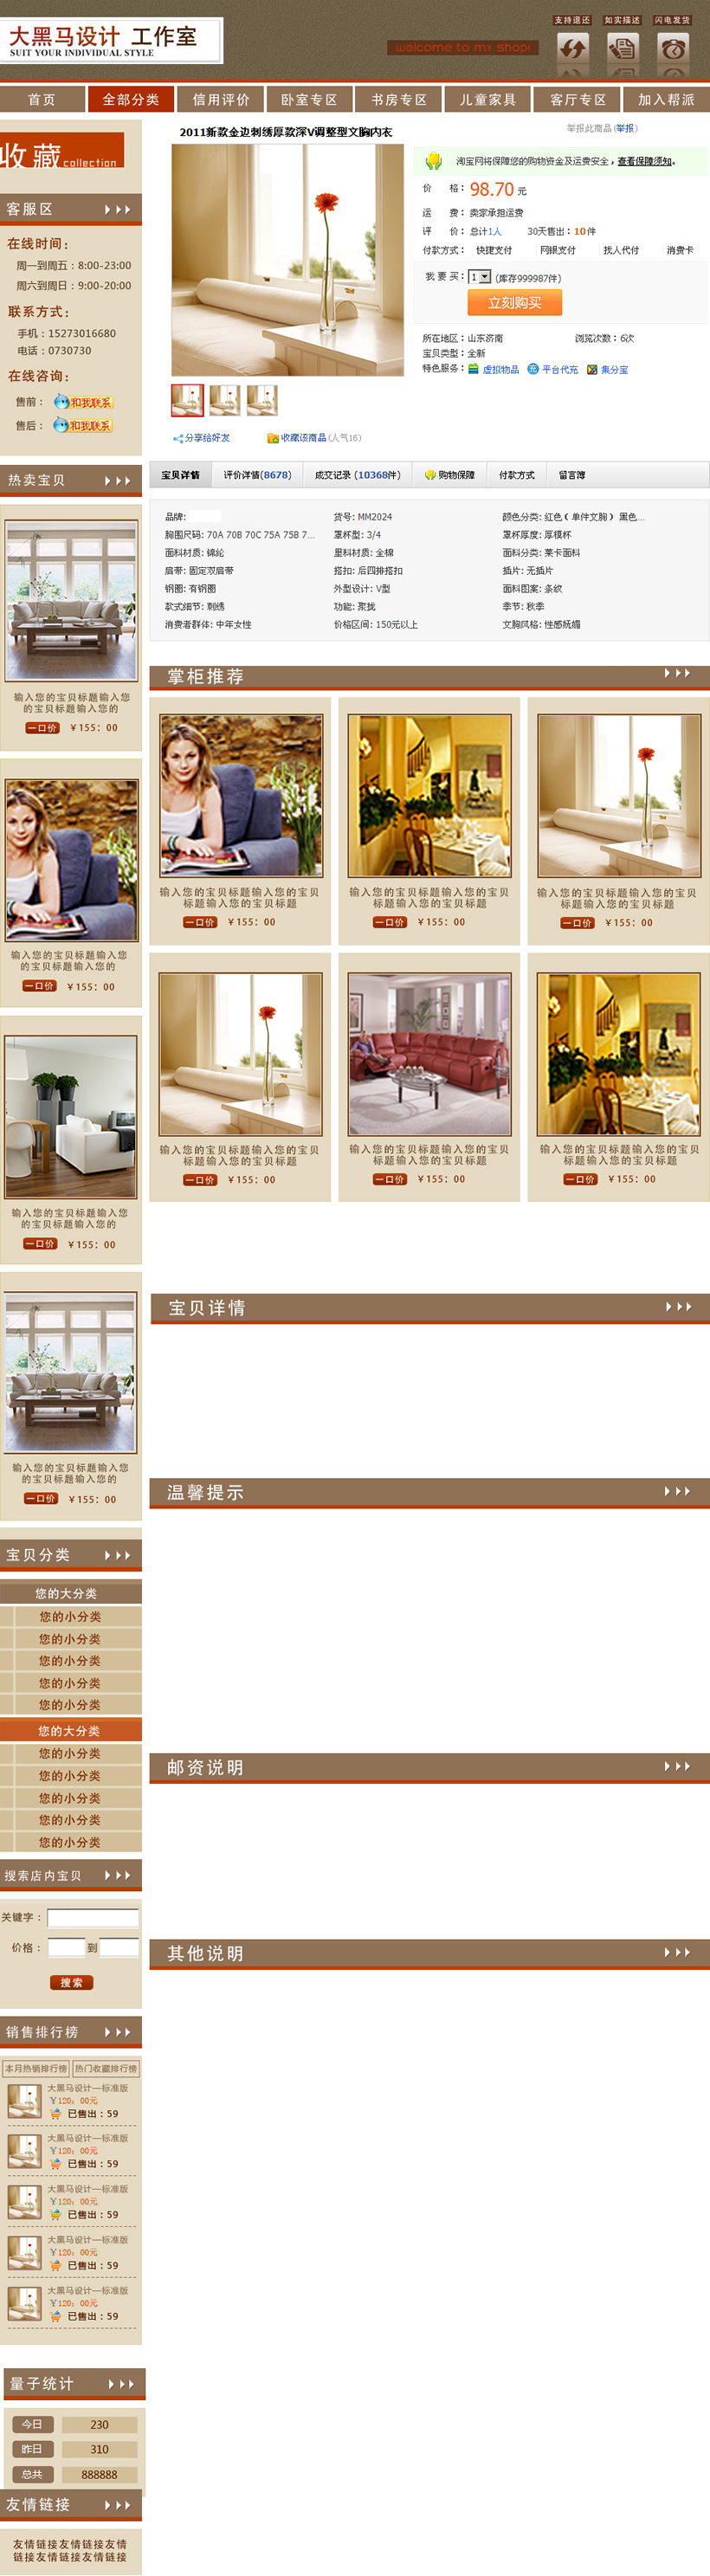 大黑马设计 工作室
SUIT YOUR INDIVIDUAL STYLE
welcome to my shop!
支持退还 如实描述 闪电发货
首页 全部分类 信用评价 卧室专区 书房专区 儿童家具 客厅专区 加入帮派
收藏
collection
客服区
在线时间：
周一到周五：8:00-23:00
周六到周日：9:00-20:00
联系方式：
手机：15273016680
电话：0730730
在线咨询：
售前： 和我联系
售后： 和我联系
热卖宝贝
输入您的宝贝标题输入您
的宝贝标题输入您的
一口价 ￥155：00
输入您的宝贝标题输入您
的宝贝标题输入您的
一口价 ￥155：00
输入您的宝贝标题输入您
的宝贝标题输入您的
一口价 ￥155：00
输入您的宝贝标题输入您
的宝贝标题输入您的
一口价 ￥155：00
宝贝分类
您的大分类
您的小分类
您的小分类
您的小分类
您的小分类
您的小分类
您的大分类
您的小分类
您的小分类
您的小分类
您的小分类
您的小分类
搜索店内宝贝
关键字：
价格： 到
搜索
销售排行榜
本月热销排行榜 热门收藏排行榜
大黑马设计—标准版
￥120：00元
已售出：59
大黑马设计—标准版
￥120：00元
已售出：59
大黑马设计—标准版
￥120：00元
已售出：59
大黑马设计—标准版
￥120：00元
已售出：59
大黑马设计—标准版
￥120：00元
已售出：59
量子统计
今日 230
昨日 310
总共 888888
友情链接
友情链接友情链接友情
链接友情链接友情链接
2011新款金边刺绣厚款深V调整型文胸内衣
举报此商品(举报)
淘宝网将保障您的购物资金及运费安全，查看保障须知。
价 格：98.70 元
运 费：卖家承担运费
评 价：总计1人 30天售出：10件
付款方式： 快捷支付 网银支付 找人代付 消费卡
我要买：1 (库存999987件)
立刻购买
所在地区：山东济南 浏览次数：6次
宝贝类型：全新
特色服务： 虚拟物品 平台代充 集分宝
分享给好友 收藏该商品(人气16)
宝贝详情 评价详情(8678) 成交记录 (10368件) 购物保障 付款方式 留言簿
品牌: 货号: MM2024 颜色分类: 红色 ( 单件文胸 ) 黑色...
胸围尺码: 70A 70B 70C 75A 75B 7... 罩杯型: 3/4 罩杯厚度: 厚模杯
面料材质: 锦纶 里料材质: 全棉 面料分类: 莱卡面料
肩带: 固定双肩带 搭扣: 后四排搭扣 插片: 无插片
钢圈: 有钢圈 外型设计: V型 面料图案: 条纹
款式细节: 刺绣 功能: 聚拢 季节: 秋季
消费者群体: 中年女性 价格区间: 150元以上 文胸风格: 性感妩媚
掌柜推荐
输入您的宝贝标题输入您的宝贝
标题输入您的宝贝标题
一口价 ￥155：00
输入您的宝贝标题输入您的宝贝
标题输入您的宝贝标题
一口价 ￥155：00
输入您的宝贝标题输入您的宝贝
标题输入您的宝贝标题
一口价 ￥155：00
输入您的宝贝标题输入您的宝贝
标题输入您的宝贝标题
一口价 ￥155：00
输入您的宝贝标题输入您的宝贝
标题输入您的宝贝标题
一口价 ￥155：00
输入您的宝贝标题输入您的宝贝
标题输入您的宝贝标题
一口价 ￥155：00
宝贝详情
温馨提示
邮资说明
其他说明